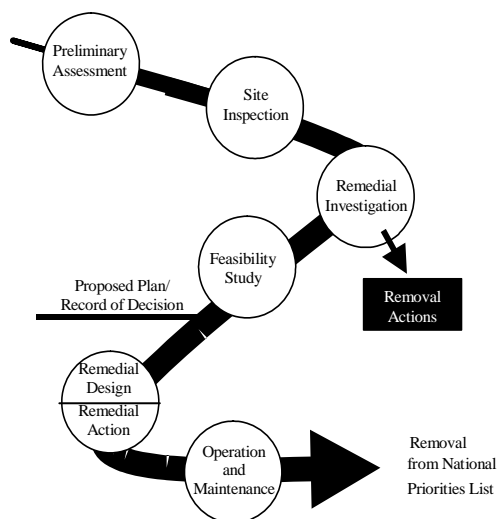 Preliminary
Assessment
Site
Inspection
Remedial
Investigation
Feasibility
Study
Removal
Actions
Proposed Plan/
Record of Decision
Remedial Design
Remedial
Action
Operation
and
Maintenance
Removal
from National
Priorities List